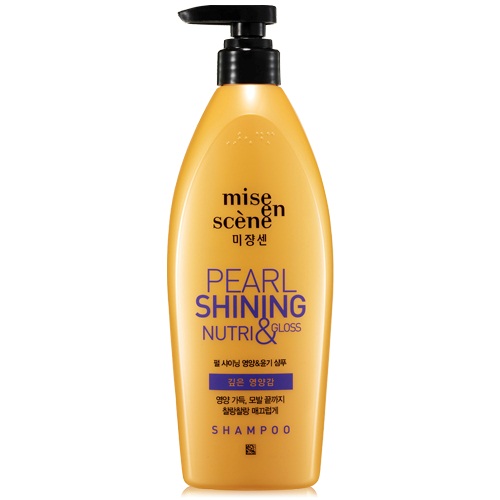 mise
en
scène
미쟝센
PEARL
SHINING
NUTRI&GLOSS
펄 샤이닝 영양&윤기 샴푸
깊은 영양감
영양 가득, 모발 끝까지
찰랑찰랑 매끄럽게
SHAMPOO